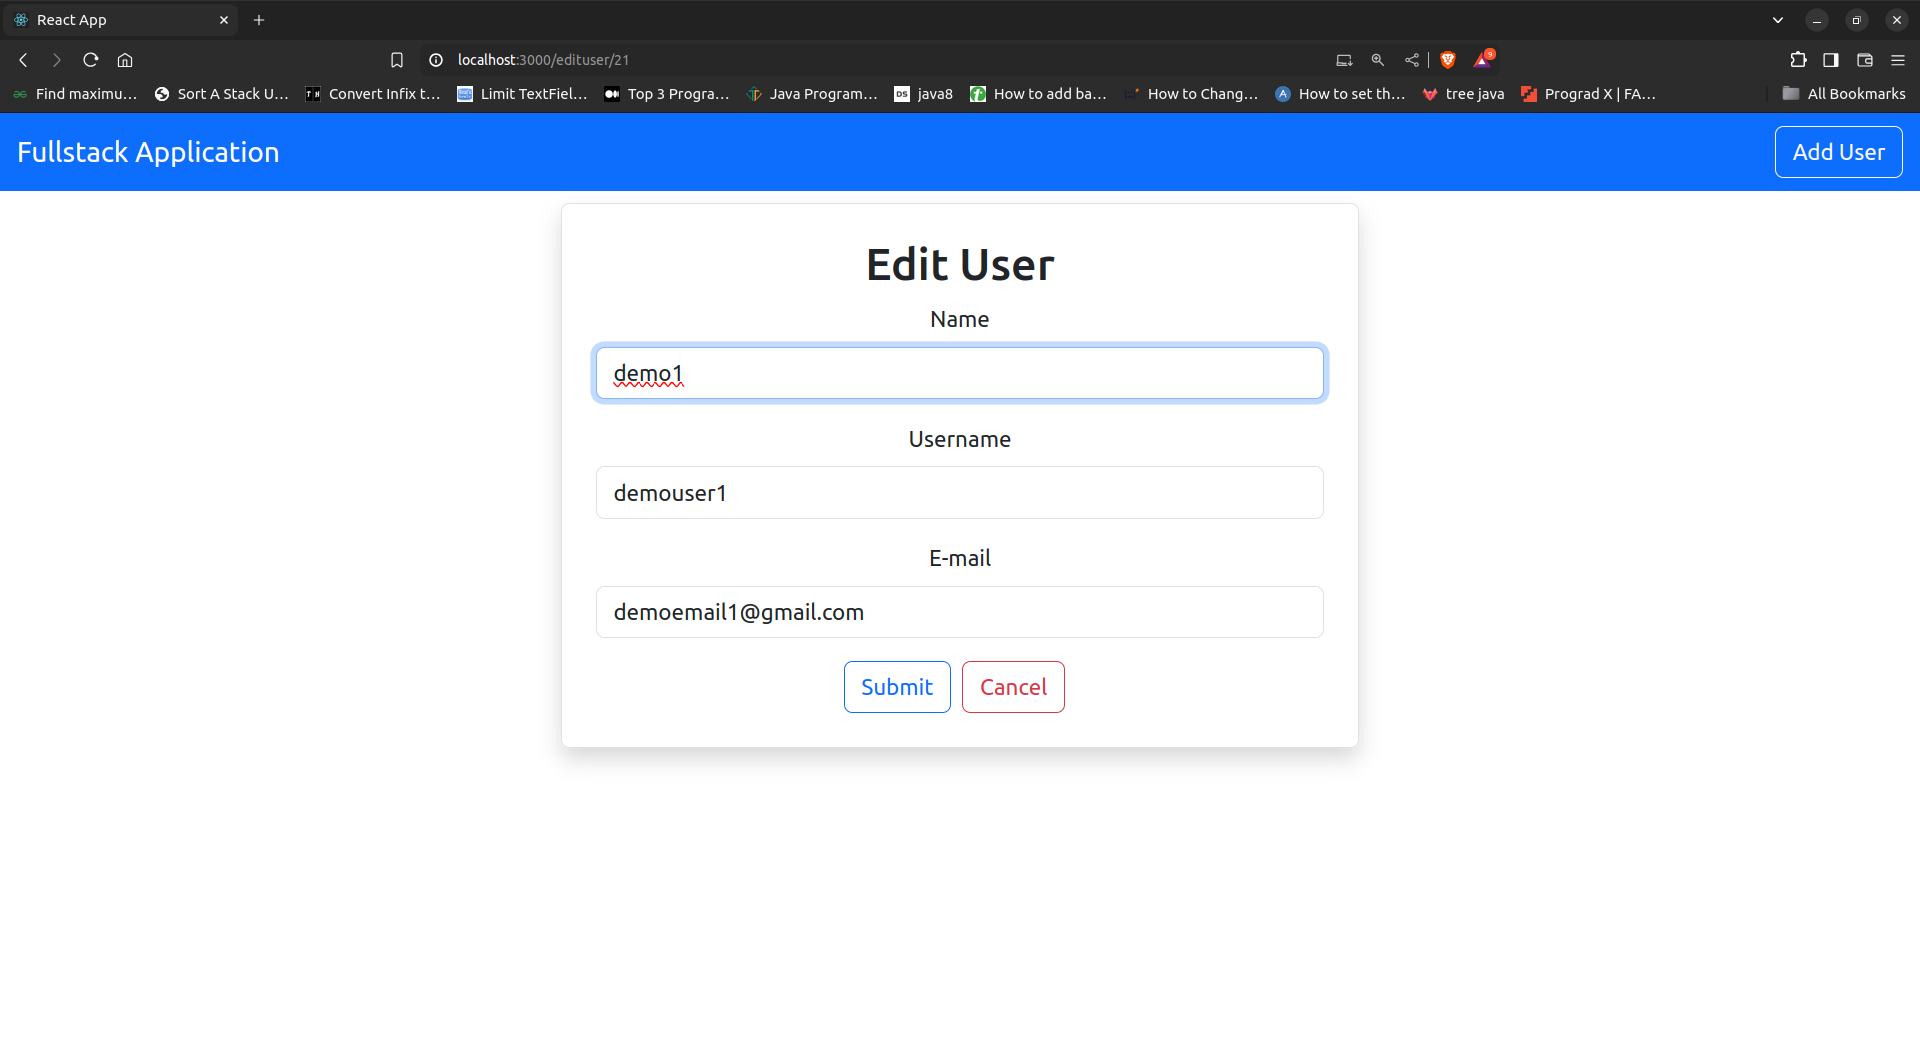 React App
localhost:3000/edituser/21
9
Find maximu... Sort A Stack U... Convert Infix t... Limit TextFiel... Top 3 Progra... Java Program... DS java8 How to add ba... How to Chang... How to set th... tree java Prograd X | FA... All Bookmarks
Fullstack Application Add User
Edit User
Name
demo1
Username
demouser1
E-mail
demoemail1@gmail.com
Submit Cancel